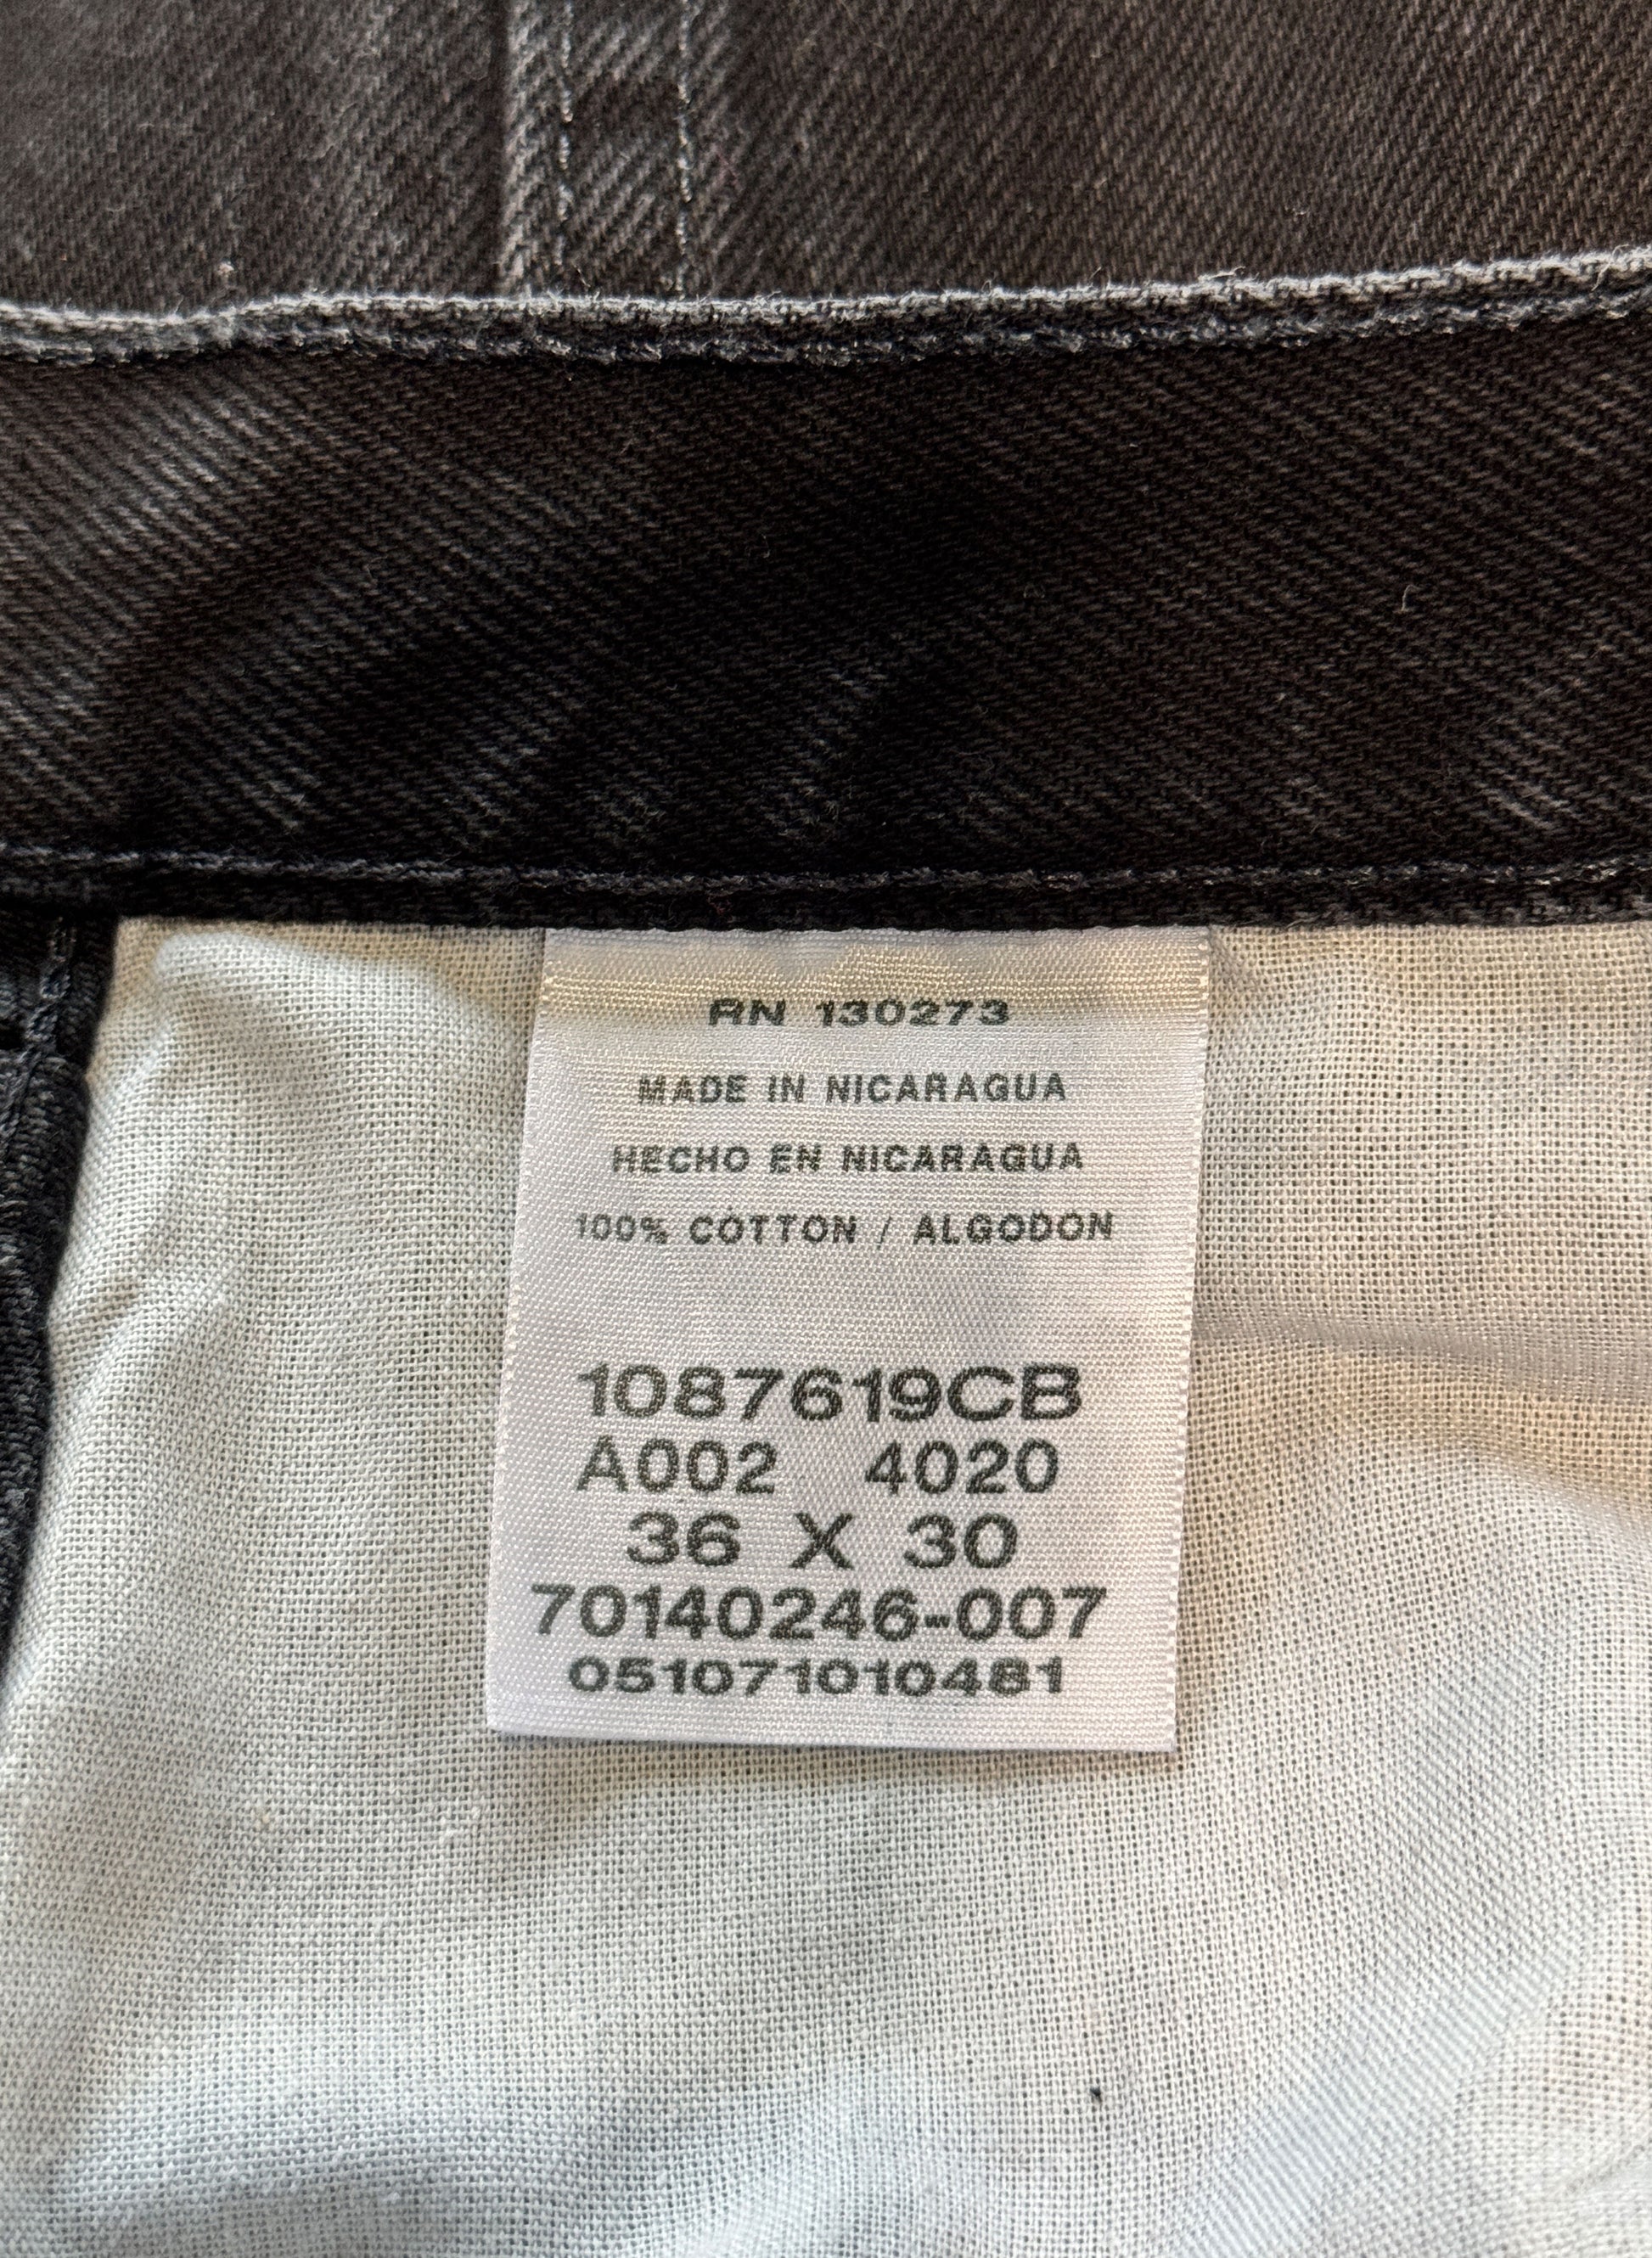 RN 130273
MADE IN NICARAGUA
HECHO EN NICARAGUA
100% COTTON / ALGODON
1087619CB
A002 4020
36 X 30
70140246-007
051071010481